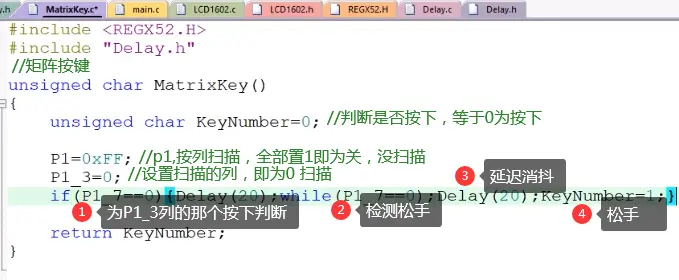 y.h MatrixKey.c* main.c LCD1602.c LCD1602.h REGX52.H Delay.c Delay.h
#include <REGX52.H>
#include "Delay.h"
//矩阵按键
unsigned char MatrixKey()
{
unsigned char KeyNumber=0; //判断是否按下，等于0为按下
P1=0xFF; //p1,按列扫描，全部置1即为关，没扫描
P1_3=0; //设置扫描的列，即为0 扫描
3 延迟消抖
if(P1_7==0){Delay(20);while(P1_7==0);Delay(20);KeyNumber=1;}
1 为P1_3列的那个按下判断 2 检测松手 4 松手
return KeyNumber;
}